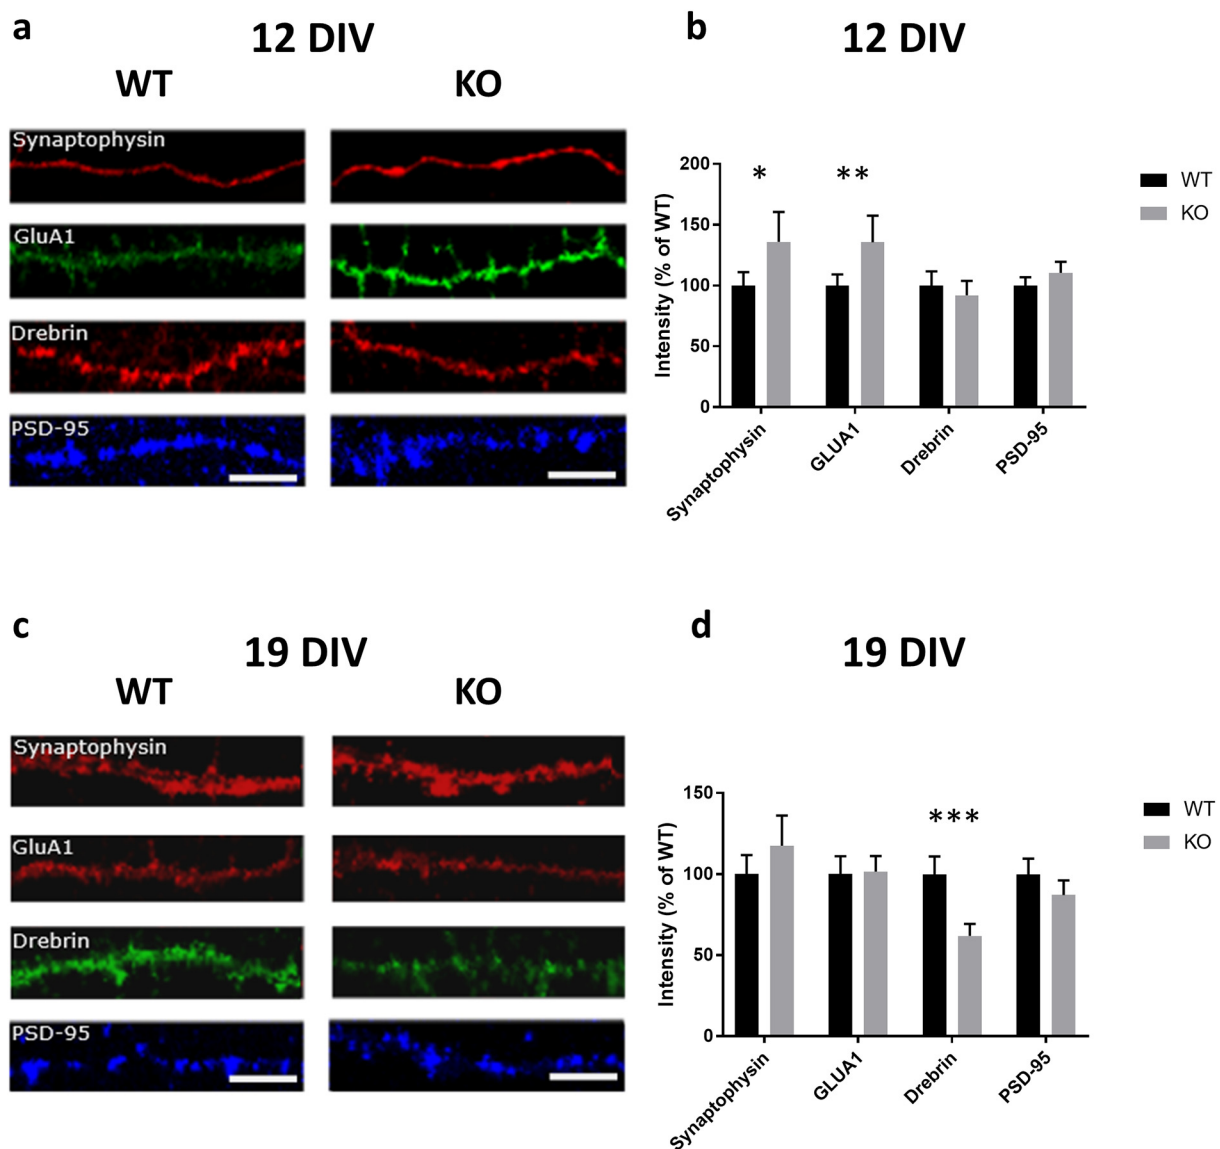 a
12 DIV
WT
KO
Synaptophysin
GluA1
Drebrin
PSD-95
b
12 DIV
Intensity (% of WT)
200
150
100
50
0
*
**
Synaptophysin
GLUA1
Drebrin
PSD-95
WT
KO
c
19 DIV
WT
KO
Synaptophysin
GluA1
Drebrin
PSD-95
d
19 DIV
Intensity (% of WT)
150
100
50
0
***
Synaptophysin
GLUA1
Drebrin
PSD-95
WT
KO